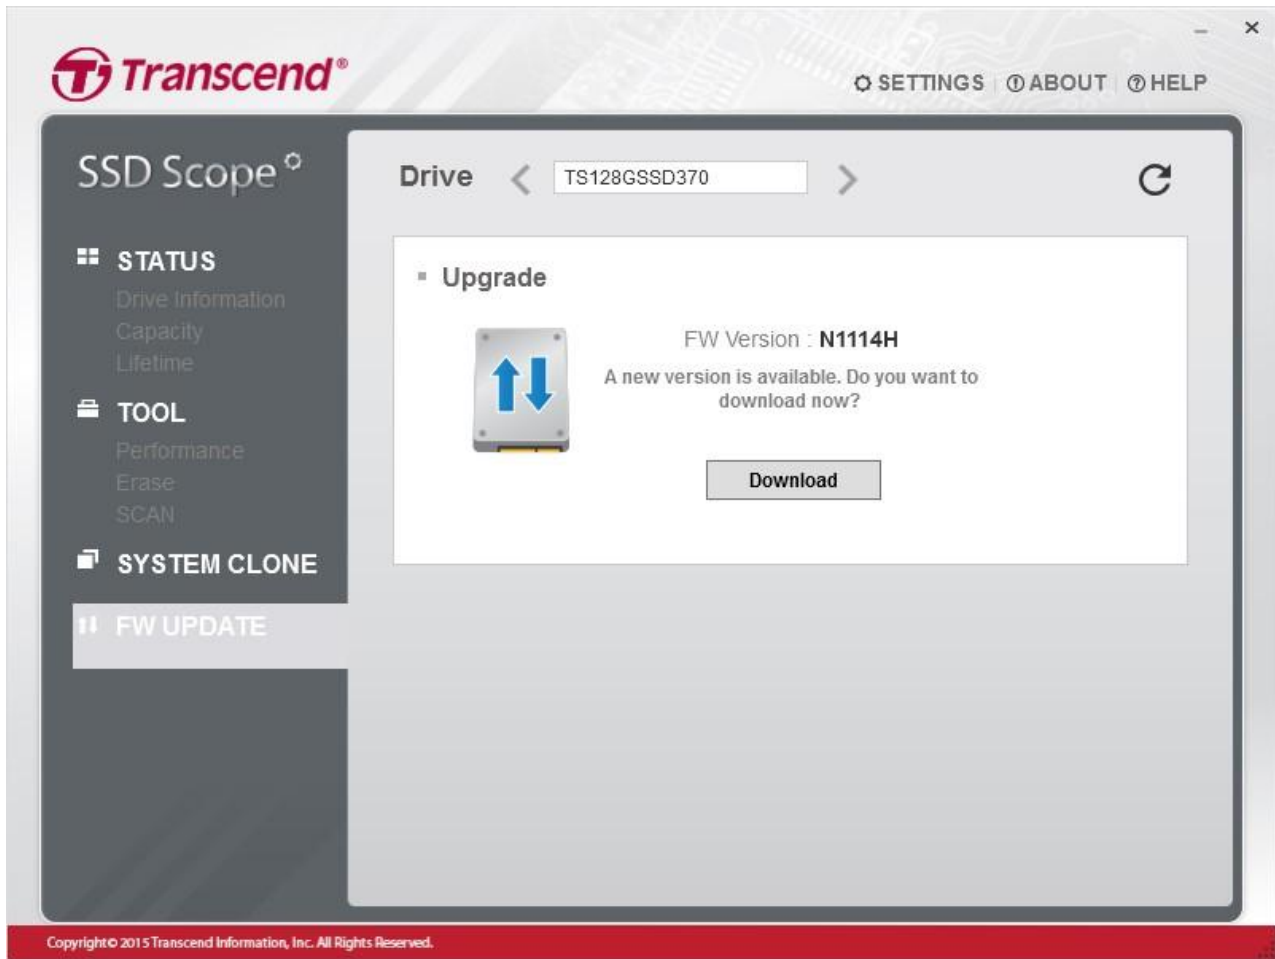 Transcend®
SETTINGS ABOUT HELP
SSD Scope
Drive TS128GSSD370
STATUS
Drive Information
Capacity
Lifetime
TOOL
Performance
Erase
SCAN
SYSTEM CLONE
FW UPDATE
Upgrade
FW Version : N1114H
A new version is available. Do you want to
download now?
Download
Copyright© 2015 Transcend Information, Inc. All Rights Reserved.